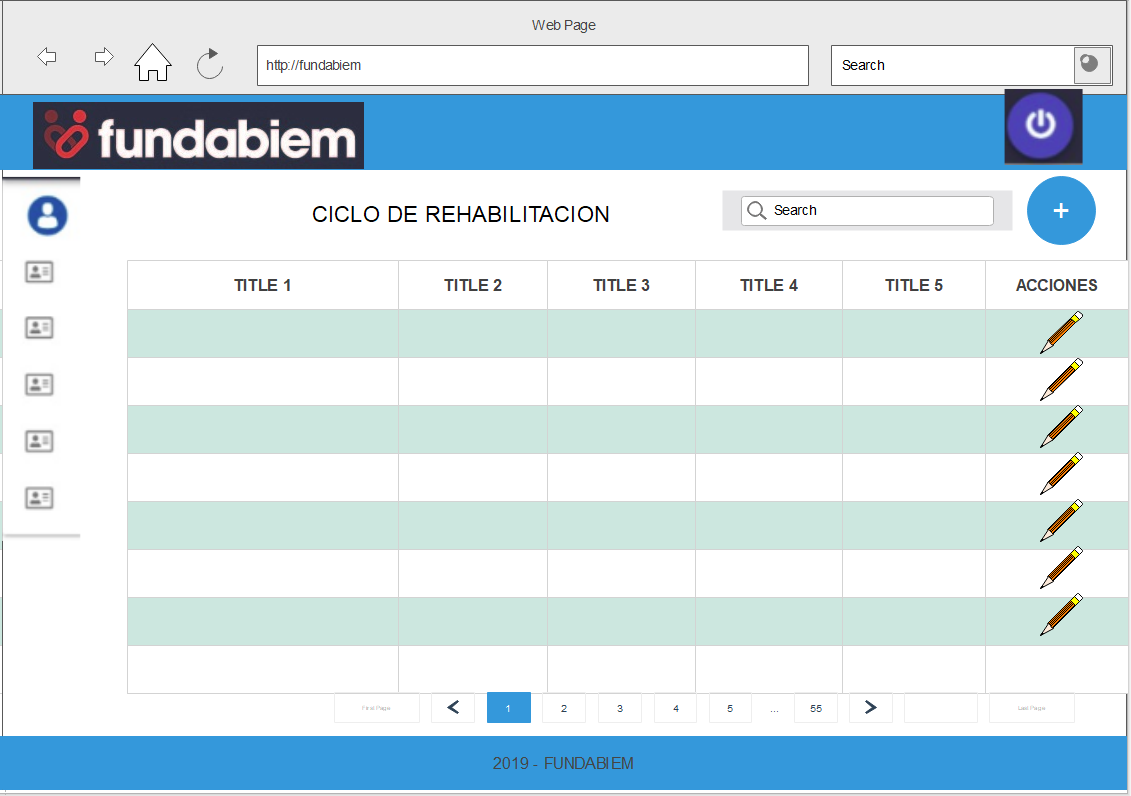 Web Page
http://fundabiem
Search
fundabiem
CICLO DE REHABILITACION
Search
+
TITLE 1 TITLE 2 TITLE 3 TITLE 4 TITLE 5 ACCIONES
First Page < 1 2 3 4 5 ... 55 > Last Page
2019 - FUNDABIEM